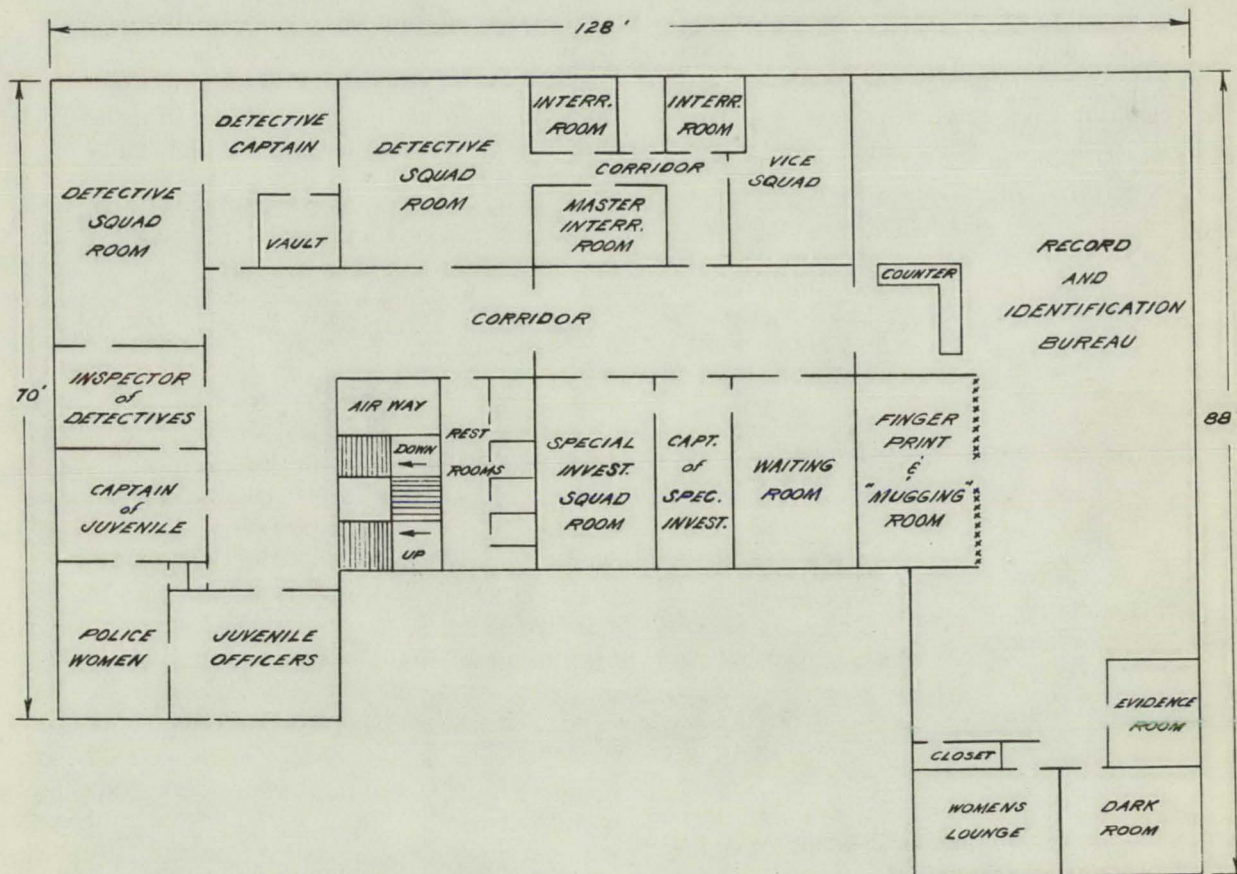 128'
70'
88'
DETECTIVE
SQUAD
ROOM
DETECTIVE
CAPTAIN
VAULT
DETECTIVE
SQUAD
ROOM
INTERR.
ROOM
INTERR.
ROOM
CORRIDOR
MASTER
INTERR.
ROOM
VICE
SQUAD
RECORD
AND
IDENTIFICATION
BUREAU
COUNTER
CORRIDOR
INSPECTOR
of
DETECTIVES
CAPTAIN
of
JUVENILE
AIR WAY
DOWN
UP
REST
ROOMS
SPECIAL
INVEST.
SQUAD
ROOM
CAPT.
of
SPEC.
INVEST.
WAITING
ROOM
FINGER
PRINT
&
"MUGGING"
ROOM
POLICE
WOMEN
JUVENILE
OFFICERS
EVIDENCE
ROOM
CLOSET
WOMENS
LOUNGE
DARK
ROOM